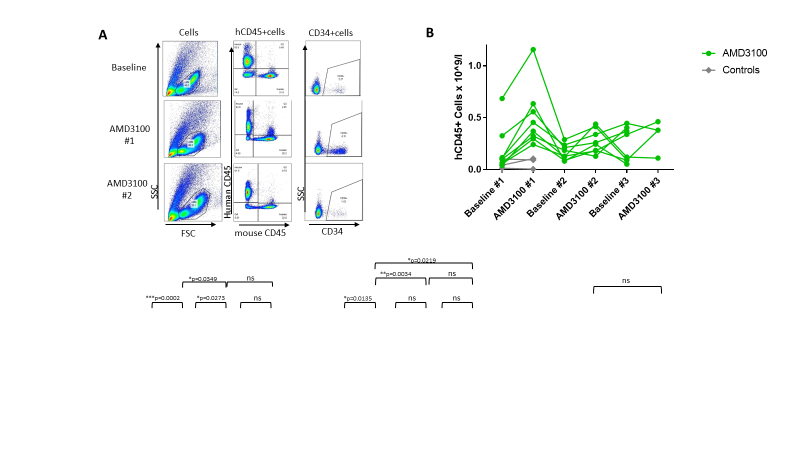 A
Cells
hCD45+cells
CD34+cells
Baseline
AMD3100
#1
AMD3100
#2
SSC
Human CD45
SSC
FSC
mouse CD45
CD34
B
hCD45+ Cells x 10^9/l
1.0
0.5
0.0
Baseline #1
AMD3100 #1
Baseline #2
AMD3100 #2
Baseline #3
AMD3100 #3
AMD3100
Controls
*p=0.0219
*p=0.0349
ns
**p=0.0034
ns
ns
***p=0.0002
*p=0.0273
ns
*p=0.0135
ns
ns